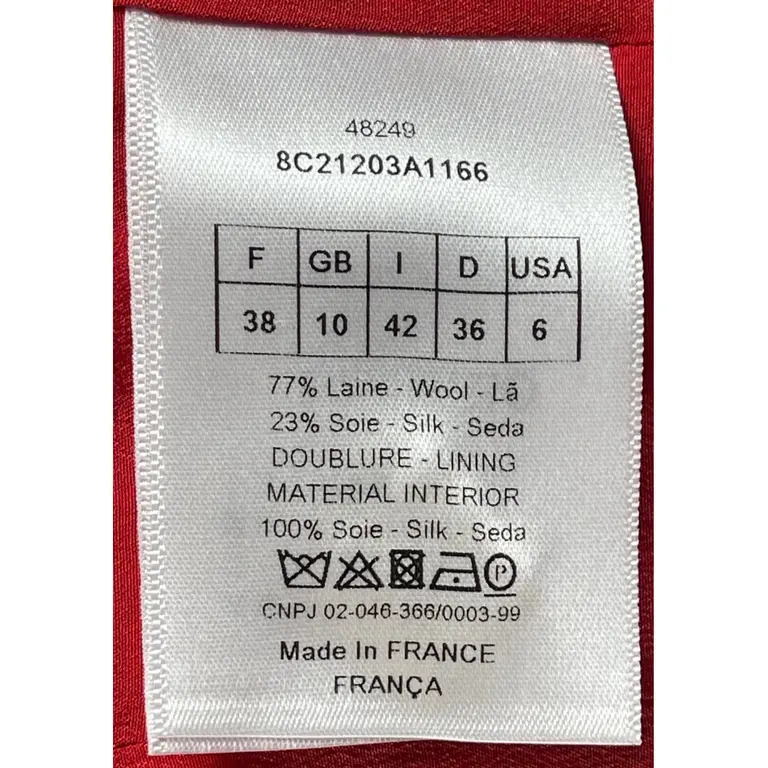 48249
8C21203A1166
F GB I D USA
38 10 42 36 6
77% Laine - Wool - Lã
23% Soie - Silk - Seda
DOUBLURE - LINING
MATERIAL INTERIOR
100% Soie - Silk - Seda
P
CNPJ 02-046-366/0003-99
Made In FRANCE
FRANÇA